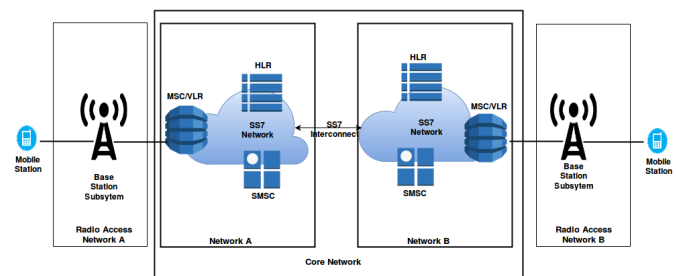 HLR
MSC/VLR
SS7
Network
SMSC
SS7
Interconnect
HLR
MSC/VLR
SS7
Network
SMSC
Mobile
Station
Base
Station
Subsytem
Radio Access
Network A
Network A
Network B
Core Network
Base
Station
Subsytem
Radio Access
Network B
Mobile
Station